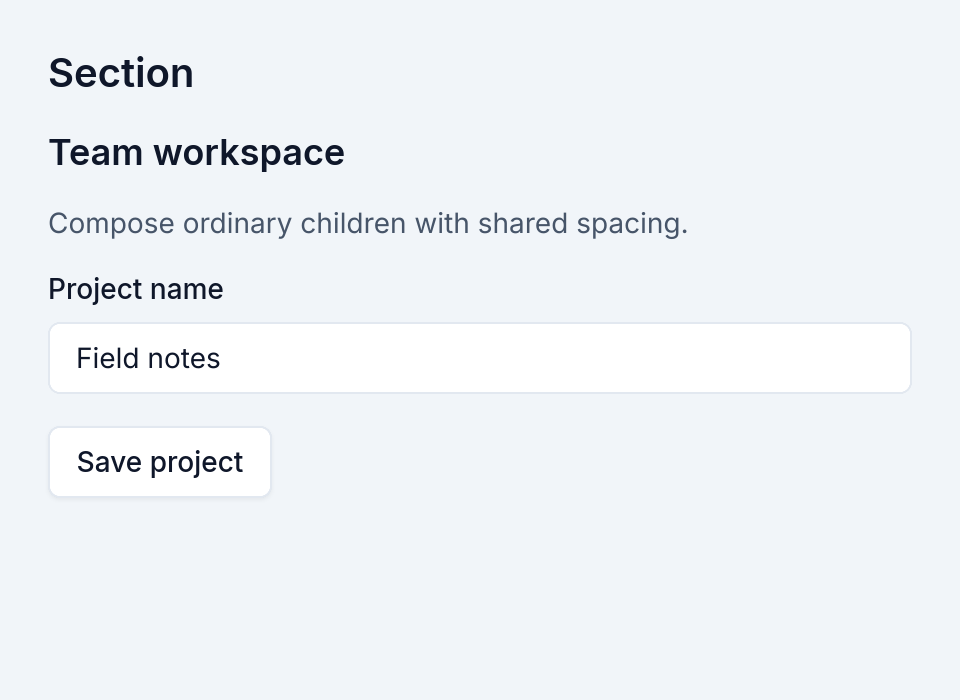 Section
Team workspace
Compose ordinary children with shared spacing.
Project name
Field notes
Save project